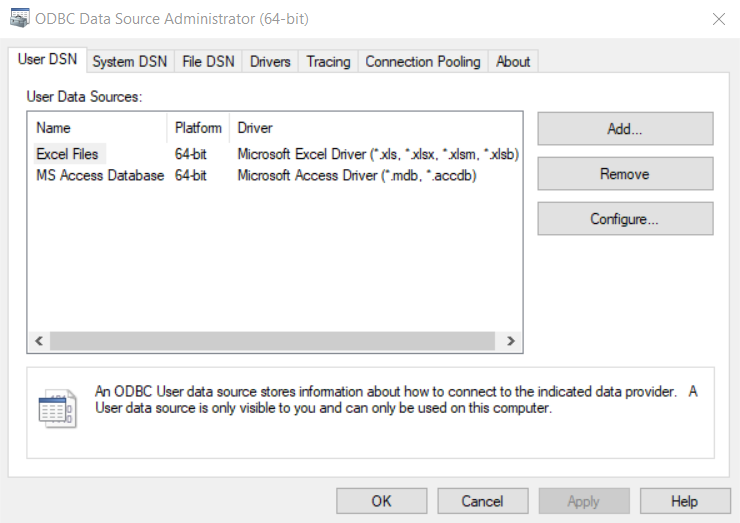 ODBC Data Source Administrator (64-bit)
User DSN System DSN File DSN Drivers Tracing Connection Pooling About
User Data Sources:
Name Platform Driver
Excel Files 64-bit Microsoft Excel Driver (*.xls, *.xlsx, *.xlsm, *.xlsb)
MS Access Database 64-bit Microsoft Access Driver (*.mdb, *.accdb)
Add...
Remove
Configure...
An ODBC User data source stores information about how to connect to the indicated data provider. A
User data source is only visible to you and can only be used on this computer.
OK Cancel Apply Help